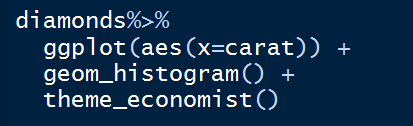 diamonds%>%
  ggplot(aes(x=carat)) +
  geom_histogram() +
  theme_economist()